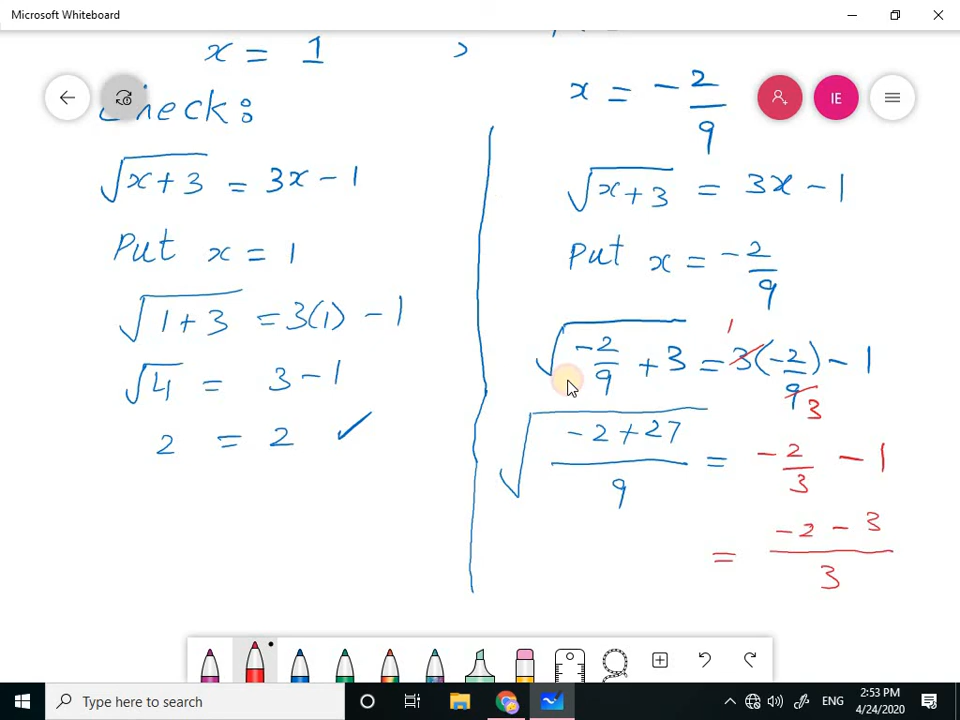 Microsoft Whiteboard
x = 1 ,
x = -2/9
Check:
√(x+3) = 3x - 1
Put x = 1
√(1+3) = 3(1) - 1
√4 = 3 - 1
2 = 2 ✓
√(x+3) = 3x - 1
Put x = -2/9
√(-2/9 + 3) = 3(-2/9) - 1
1
3
√((-2+27)/9) = -2/3 - 1
= (-2-3)/3
IE
Type here to search
ENG
2:53 PM
4/24/2020